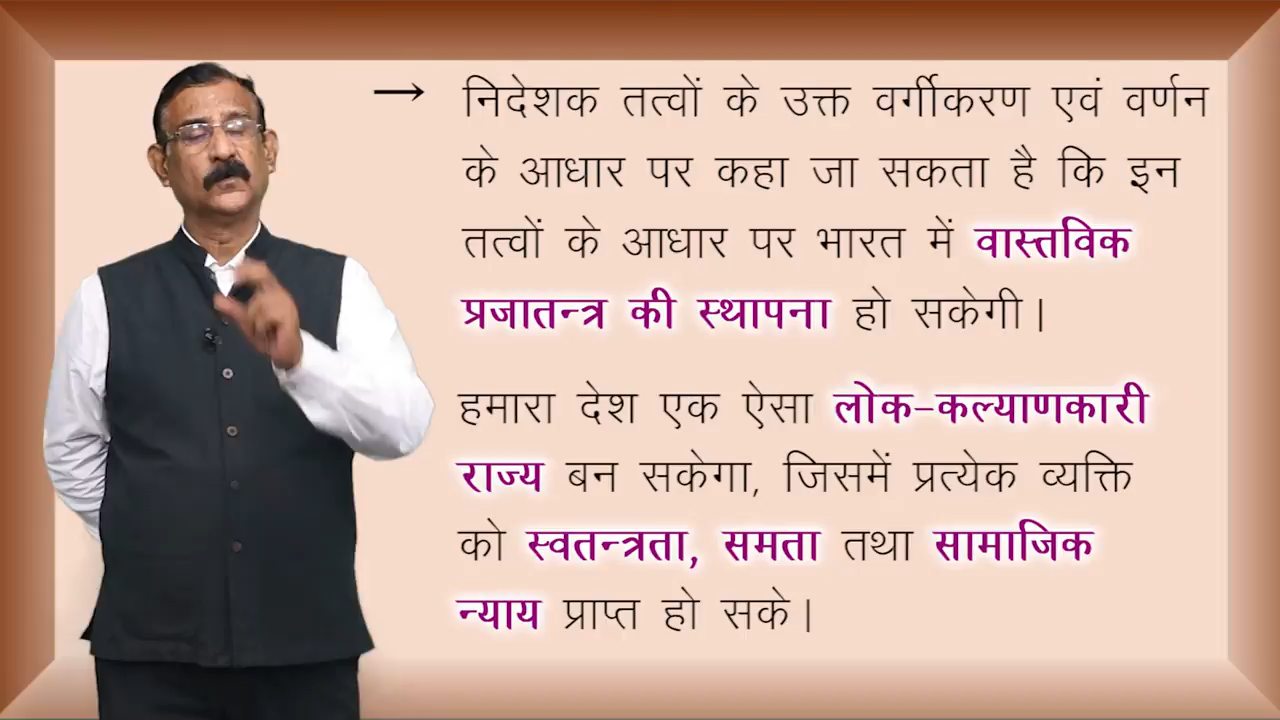 → निदेशक तत्वों के उक्त वर्गीकरण एवं वर्णन
के आधार पर कहा जा सकता है कि इन
तत्वों के आधार पर भारत में वास्तविक
प्रजातन्त्र की स्थापना हो सकेगी।
हमारा देश एक ऐसा लोक-कल्याणकारी
राज्य बन सकेगा, जिसमें प्रत्येक व्यक्ति
को स्वतन्त्रता, समता तथा सामाजिक
न्याय प्राप्त हो सके।